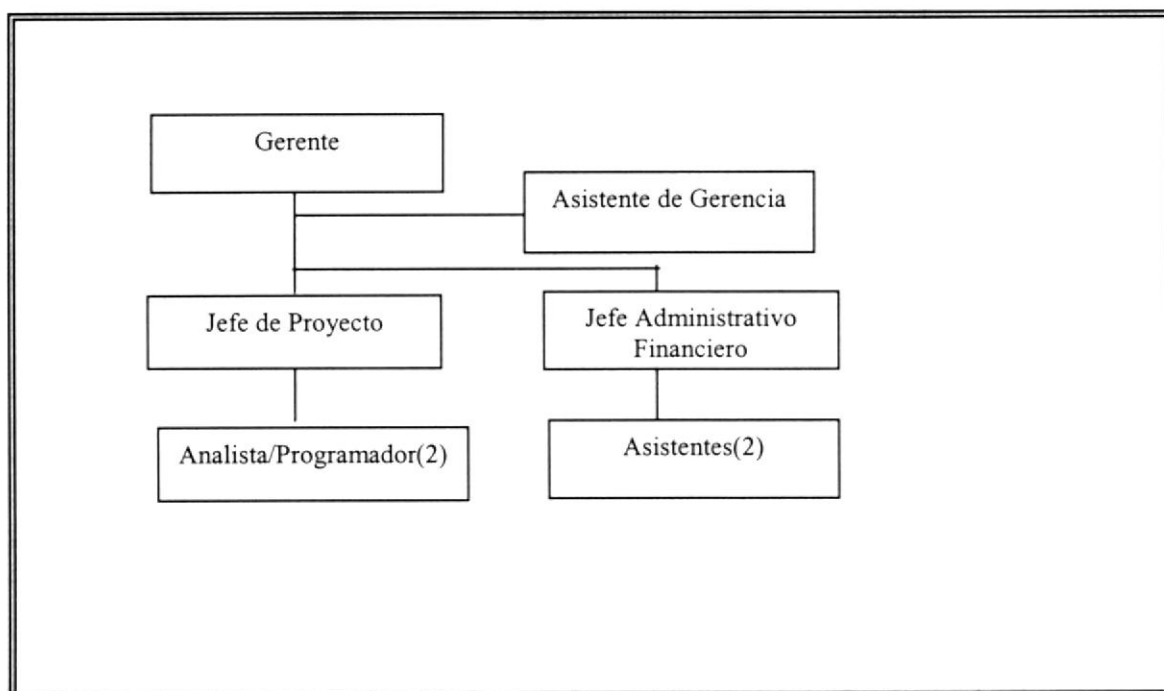 Gerente
Asistente de Gerencia
Jefe de Proyecto
Jefe Administrativo
Financiero
Analista/Programador(2)
Asistentes(2)